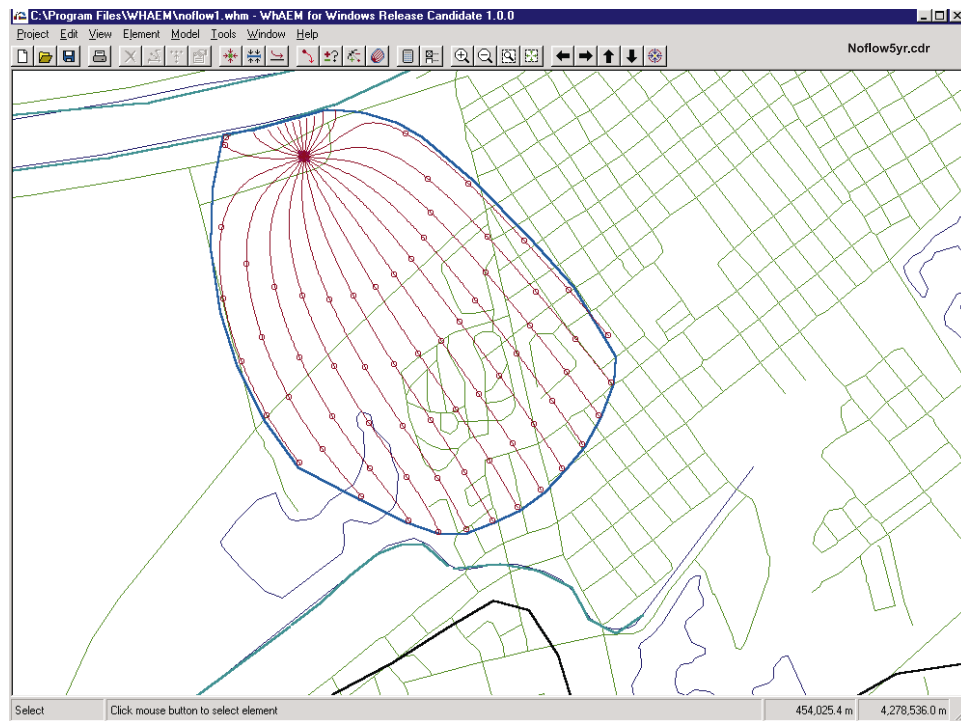 C:\Program Files\WHAEM\noflow1.whm - WhAEM for Windows Release Candidate 1.0.0
Project Edit View Element Model Tools Window Help
Noflow5yr.cdr
Select Click mouse button to select element 454,025.4 m 4,278,536.0 m